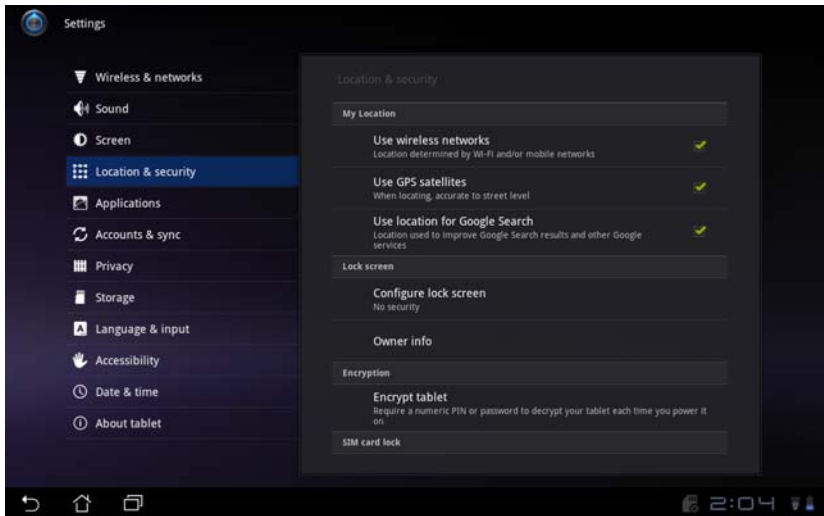 Settings
Wireless & networks
Sound
Screen
Location & security
Applications
Accounts & sync
Privacy
Storage
Language & input
Accessibility
Date & time
About tablet
Location & security
My Location
Use wireless networks
Location determined by Wi-Fi and/or mobile networks
Use GPS satellites
When locating, accurate to street level
Use location for Google Search
Location used to improve Google Search results and other Google
services
Lock screen
Configure lock screen
No security
Owner info
Encryption
Encrypt tablet
Require a numeric PIN or password to decrypt your tablet each time you power it
on
SIM card lock
2:04